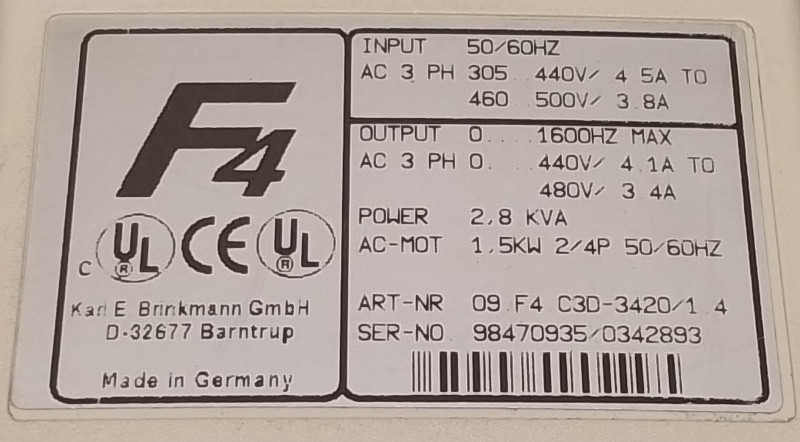 F4
C UL® CE UL®
Karl E. Brinkmann GmbH
D-32677 Barntrup
Made in Germany
INPUT 50/60HZ
AC 3 PH 305...440V/ 4.5A TO
460...500V/ 3.8A
OUTPUT 0....1600HZ MAX
AC 3 PH 0....440V/ 4.1A TO
480V/ 3.4A
POWER 2,8 KVA
AC-MOT 1,5KW 2/4P 50/60HZ
ART-NR 09.F4.C3D-3420/1.4
SER-NO. 98470935/0342893